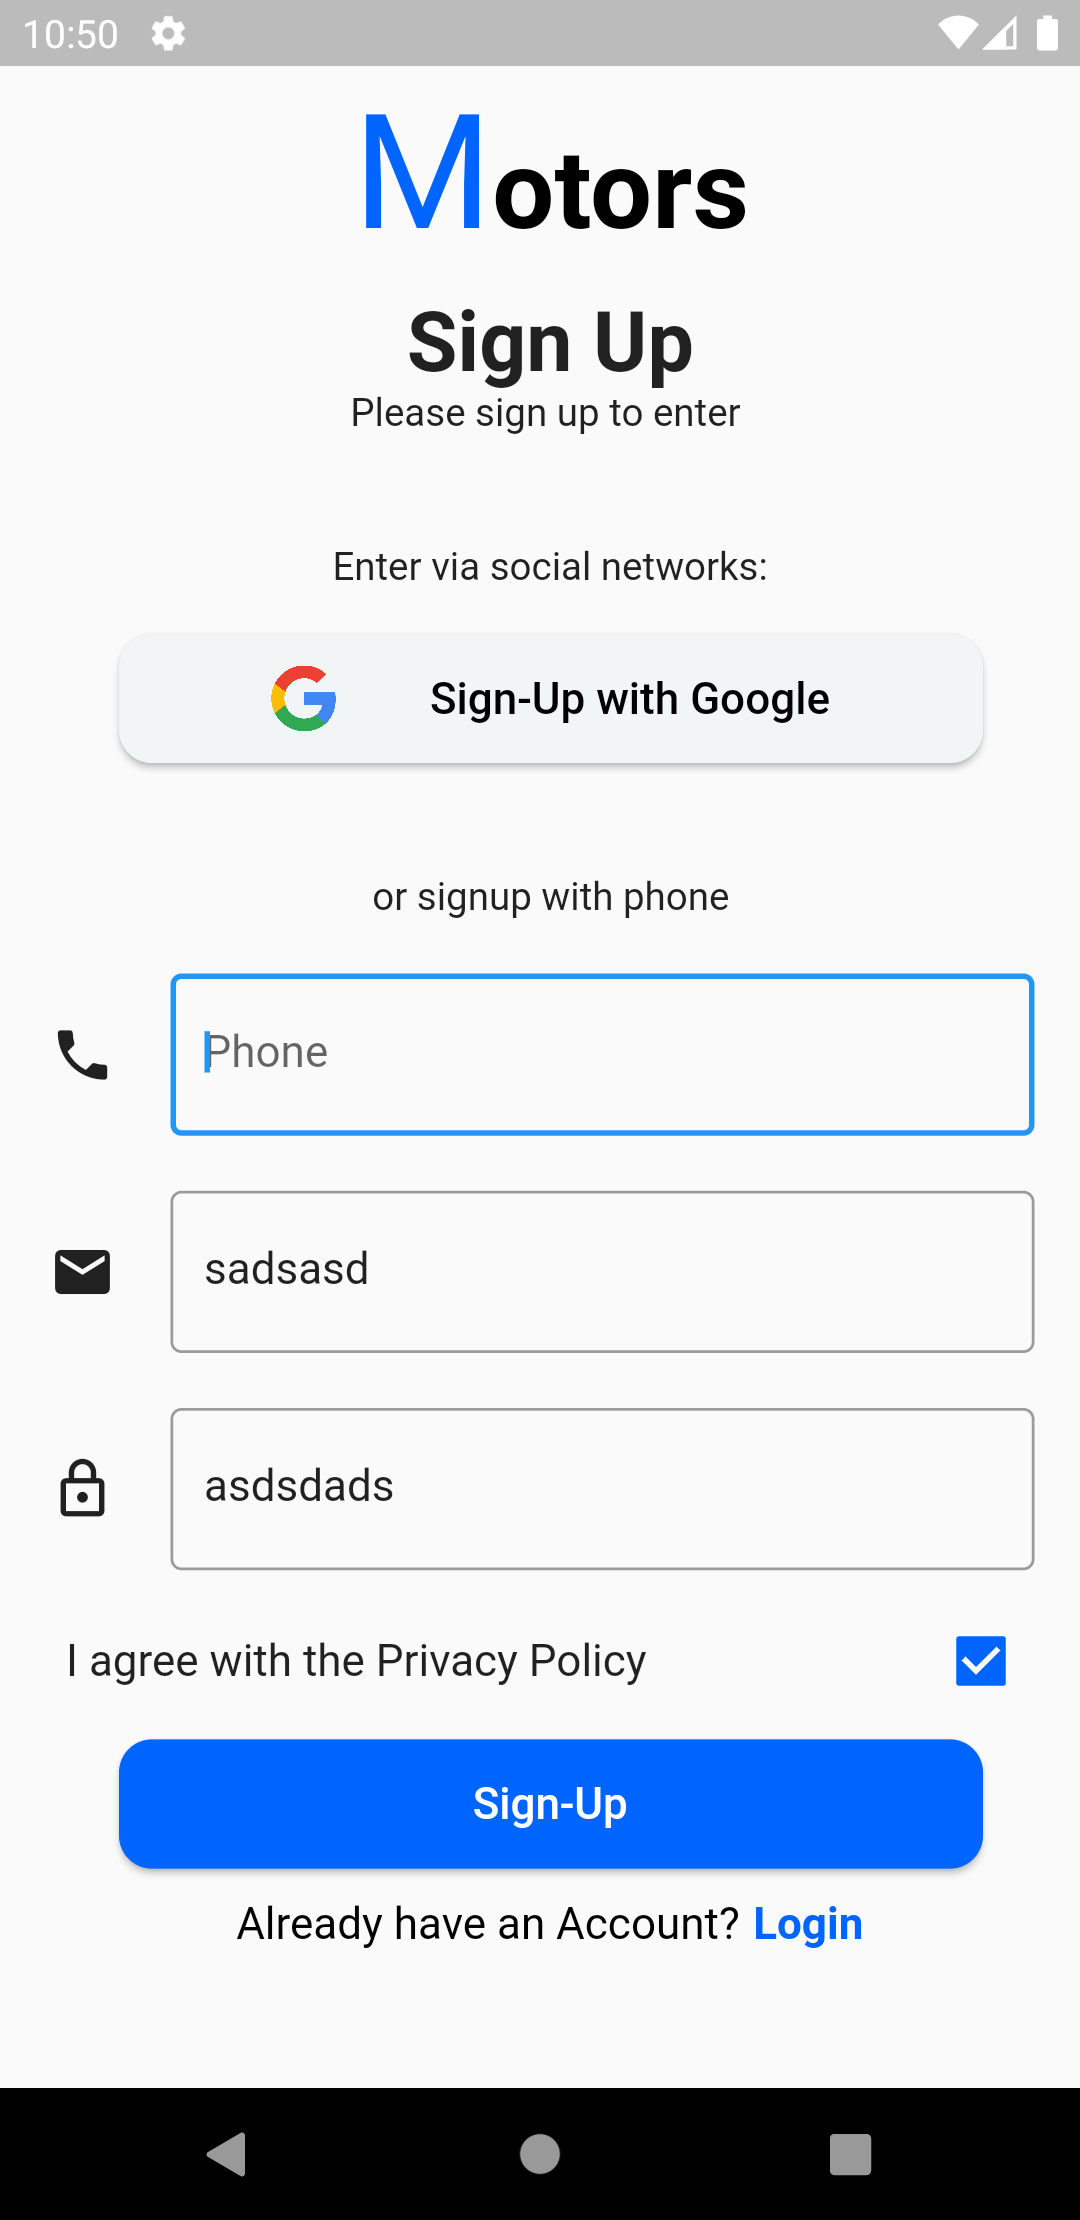 10:50
Motors
Sign Up
Please sign up to enter
Enter via social networks:
Sign-Up with Google
or signup with phone
Phone
sadsasd
asdsdads
I agree with the Privacy Policy
Sign-Up
Already have an Account? Login